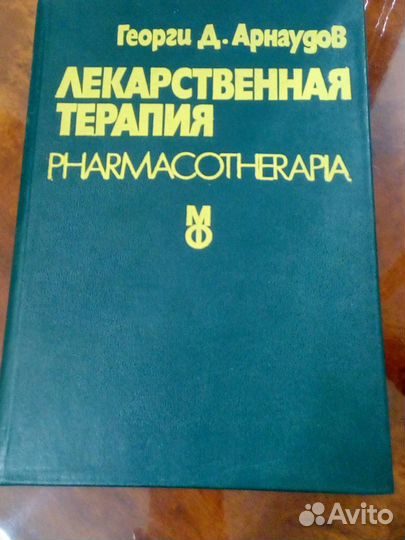 Георги Д. Арнаудов
ЛЕКАРСТВЕННАЯ
ТЕРАПИЯ
PHARMACOTHERAPIA
МФ
Avito